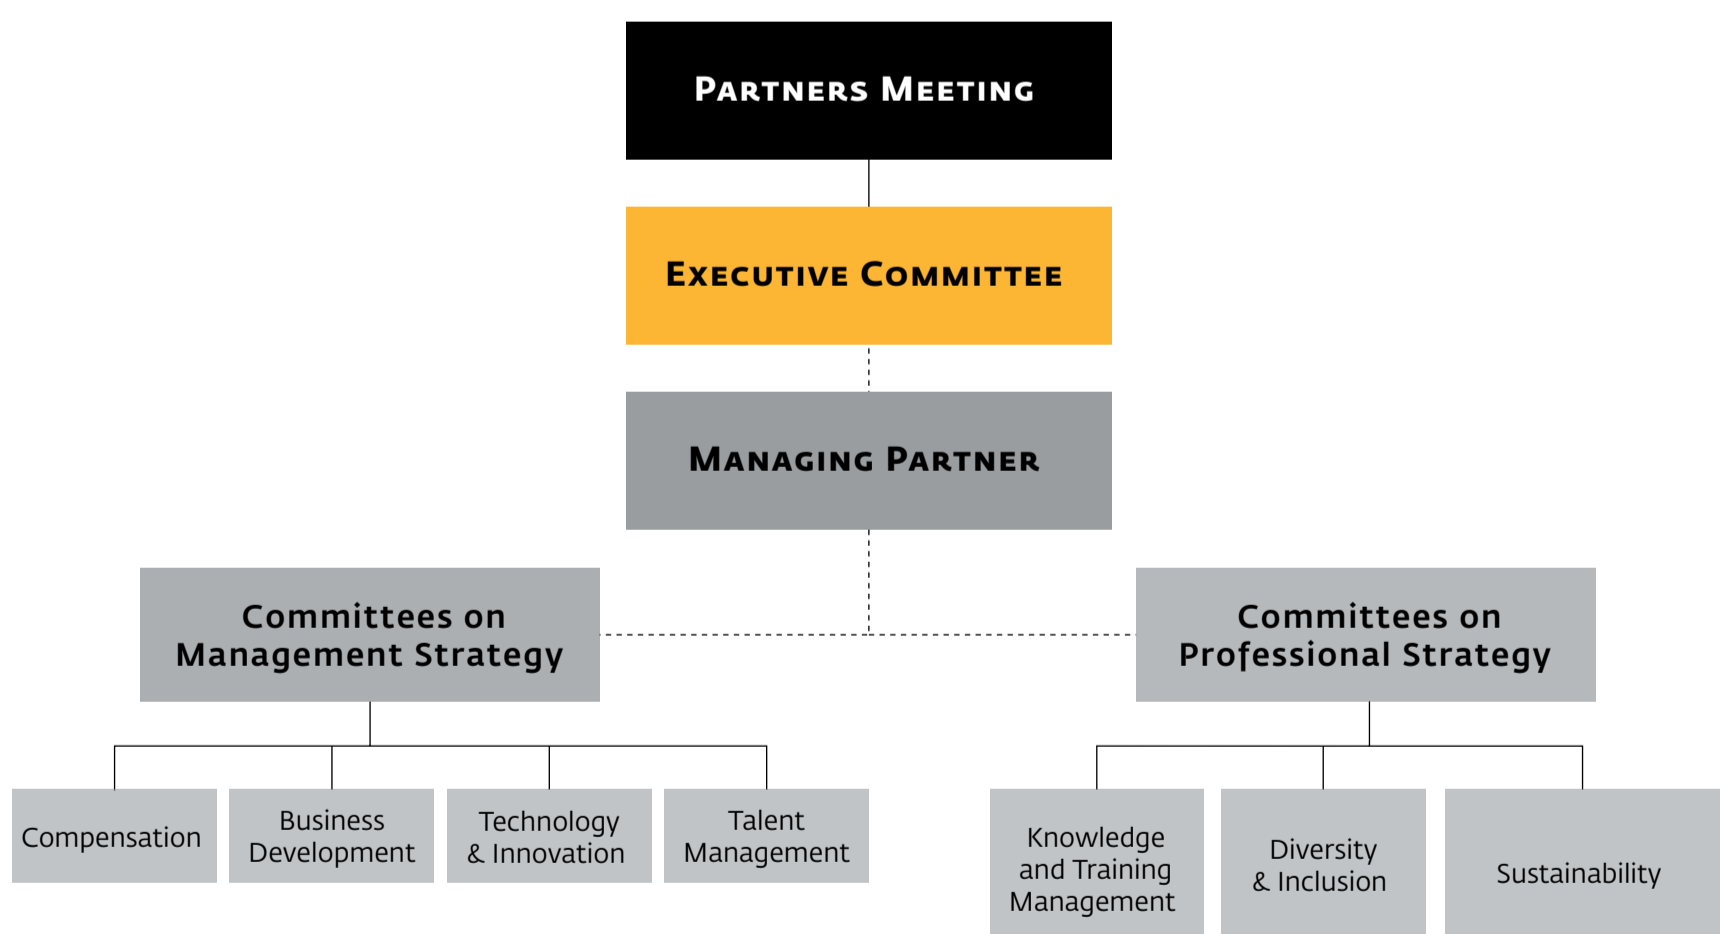 PARTNERS MEETING
EXECUTIVE COMMITTEE
MANAGING PARTNER
Committees on
Management Strategy
Committees on
Professional Strategy
Compensation
Business
Development
Technology
& Innovation
Talent
Management
Knowledge
and Training
Management
Diversity
& Inclusion
Sustainability